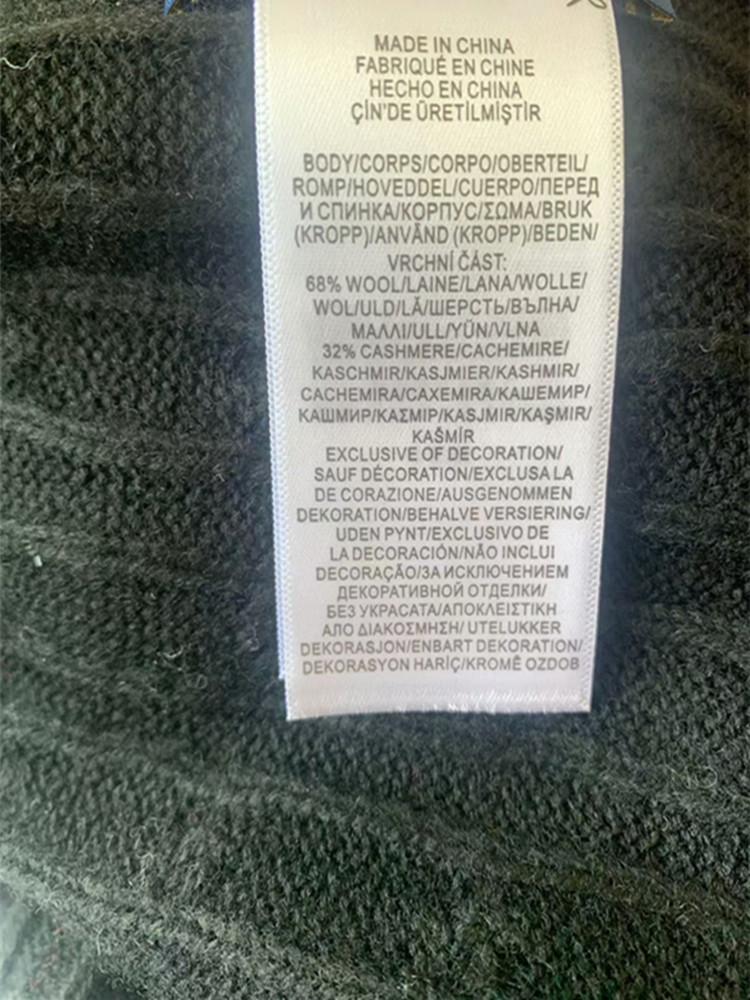 MADE IN CHINA
FABRIQUÉ EN CHINE
HECHO EN CHINA
ÇİN'DE ÜRETİLMİŞTİR
BODY/CORPS/CORPO/OBERTEIL/
ROMP/HOVEDDEL/CUERPO/ПЕРЕД
И СПИНКА/КОРПУС/ΣΩΜΑ/BRUK
(KROPP)/ANVÄND (KROPP)/BEDEN/
VRCHNÍ ČÁST:
68% WOOL/LAINE/LANA/WOLLE/
WOL/ULD/LÃ/ШЕРСТЬ/ВЪЛНА/
ΜΑΛΛΙ/ULL/YÜN/VLNA
32% CASHMERE/CACHEMIRE/
KASCHMIR/KASJMIER/KASHMIR/
CACHEMIRA/CAXEMIRA/КАШЕМИР/
КАШМИР/ΚΑΣΜΙΡ/KASJMIR/KAŞMIR/
KAŠMÍR
EXCLUSIVE OF DECORATION/
SAUF DÉCORATION/EXCLUSA LA
DE CORAZIONE/AUSGENOMMEN
DEKORATION/BEHALVE VERSIERING/
UDEN PYNT/EXCLUSIVO DE
LA DECORACIÓN/NÃO INCLUI
DECORAÇÃO/ЗА ИСКЛЮЧЕНИЕМ
ДЕКОРАТИВНОЙ ОТДЕЛКИ/
БЕЗ УКРАСАТА/ΑΠΟΚΛΕΙΣΤΙΚΗ
ΑΠΟ ΔΙΑΚΟΣΜΗΣΗ/ UTELUKKER
DEKORASJON/ENBART DEKORATION/
DEKORASYON HARİÇ/KROMĚ OZDOB